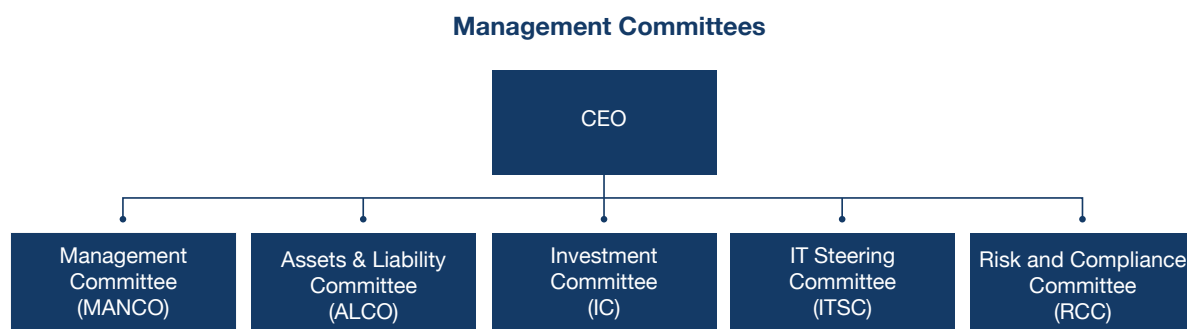 Management Committees
CEO
Management
Committee
(MANCO)
Assets & Liability
Committee
(ALCO)
Investment
Committee
(IC)
IT Steering
Committee
(ITSC)
Risk and Compliance
Committee
(RCC)